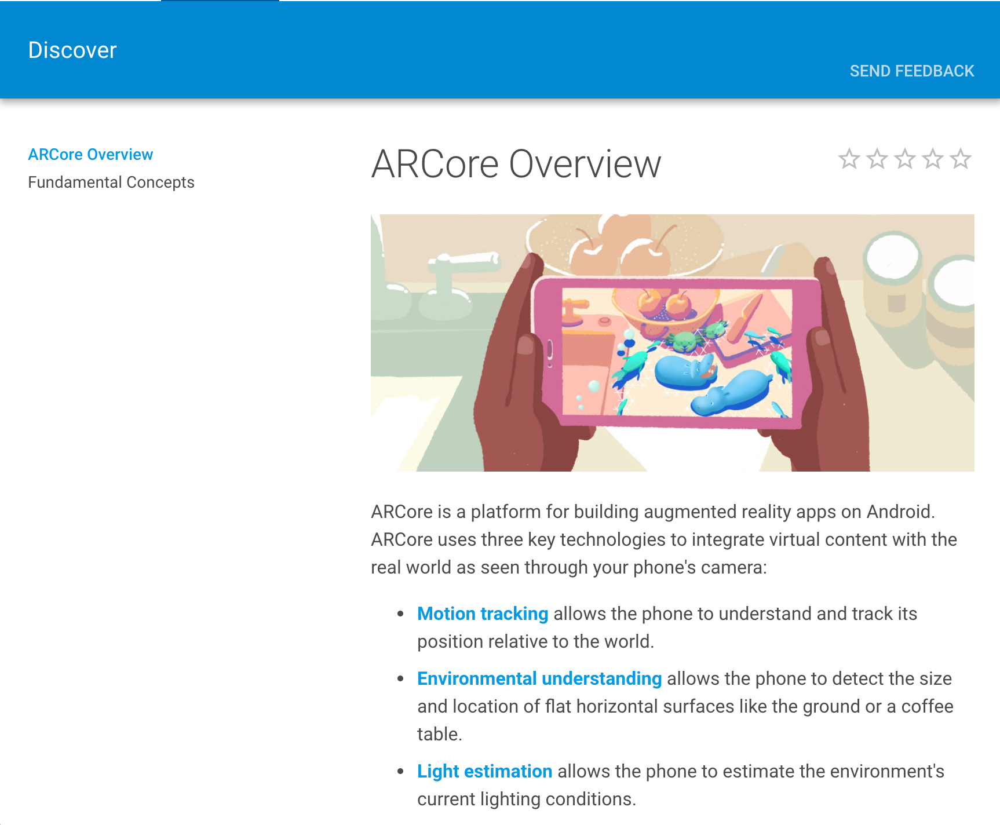 Discover
SEND FEEDBACK
ARCore Overview
Fundamental Concepts
ARCore Overview
ARCore is a platform for building augmented reality apps on Android.
ARCore uses three key technologies to integrate virtual content with the
real world as seen through your phone's camera:
• Motion tracking allows the phone to understand and track its
position relative to the world.
• Environmental understanding allows the phone to detect the size
and location of flat horizontal surfaces like the ground or a coffee
table.
• Light estimation allows the phone to estimate the environment's
current lighting conditions.